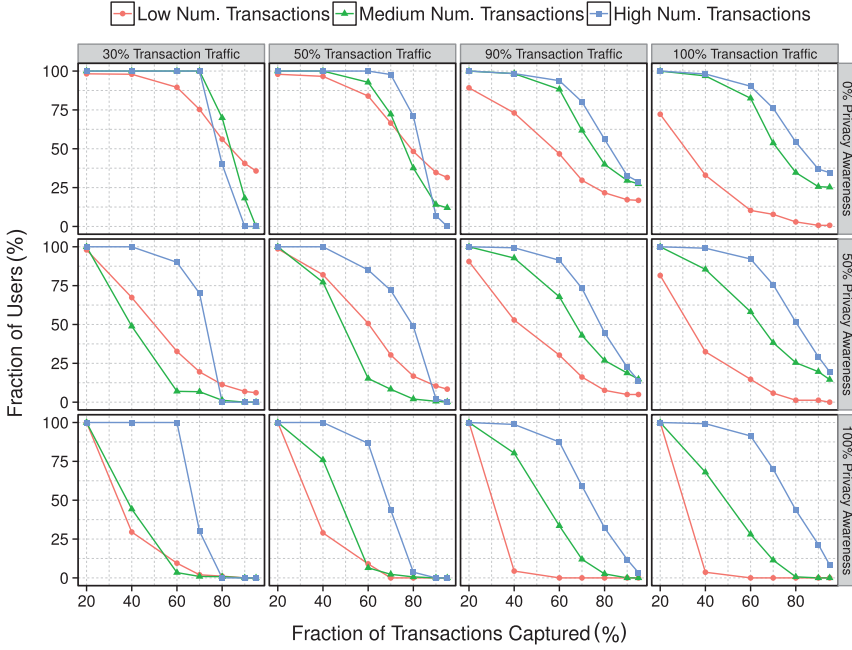 Low Num. Transactions Medium Num. Transactions High Num. Transactions
30% Transaction Traffic 50% Transaction Traffic 90% Transaction Traffic 100% Transaction Traffic
100
75
50
25
0
0% Privacy Awareness
100
75
50
25
0
50% Privacy Awareness
100
75
50
25
0
100% Privacy Awareness
Fraction of Users (%)
20 40 60 80 20 40 60 80 20 40 60 80 20 40 60 80
Fraction of Transactions Captured (%)